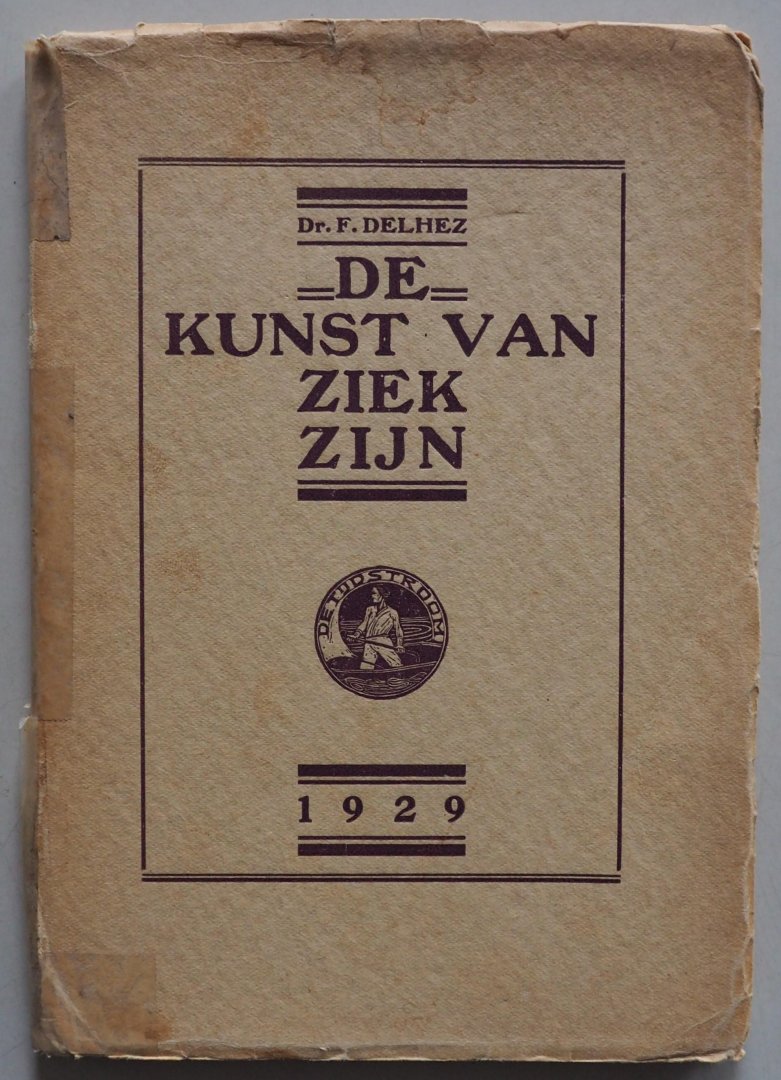 Dr. F. DELHEZ
DE
KUNST VAN
ZIEK
ZIJN
DE TIJDSTROOM
1929